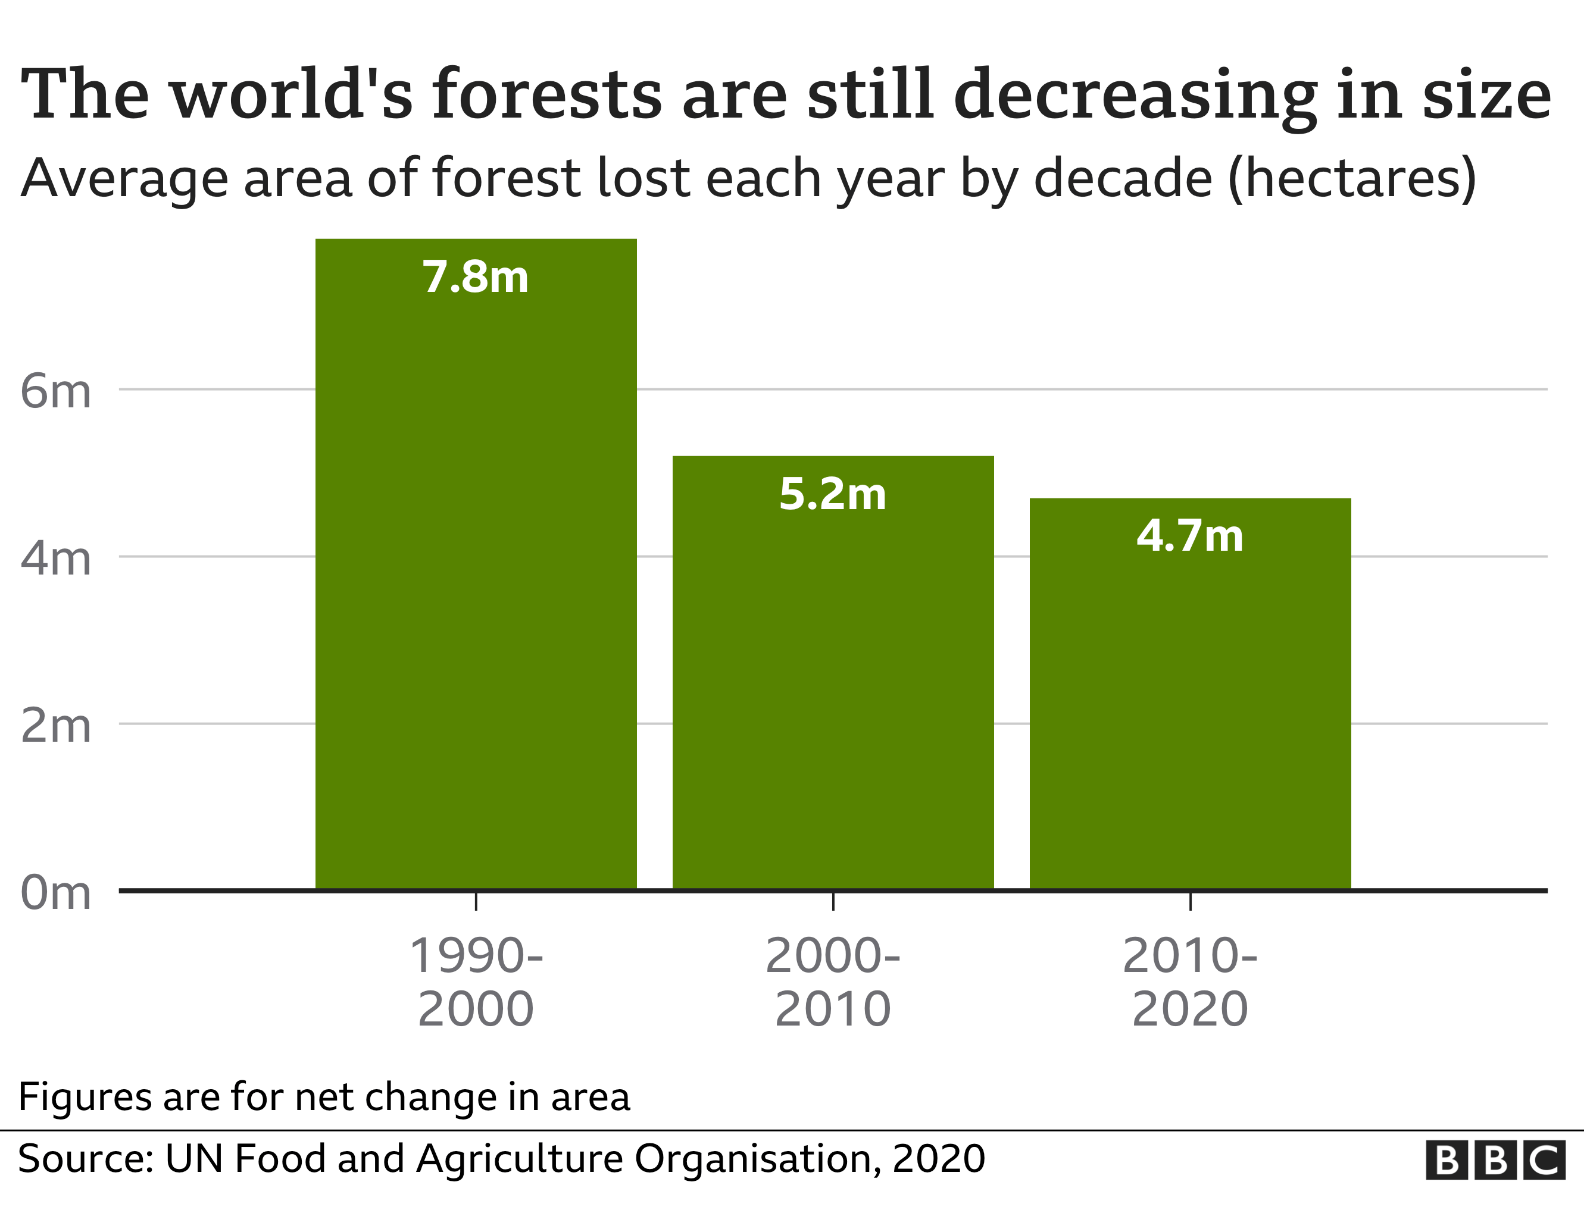 The world's forests are still decreasing in size
Average area of forest lost each year by decade (hectares)
7.8m
6m
5.2m
4.7m
4m
2m
0m
1990-
2000
2000-
2010
2010-
2020
Figures are for net change in area
Source: UN Food and Agriculture Organisation, 2020
BBC